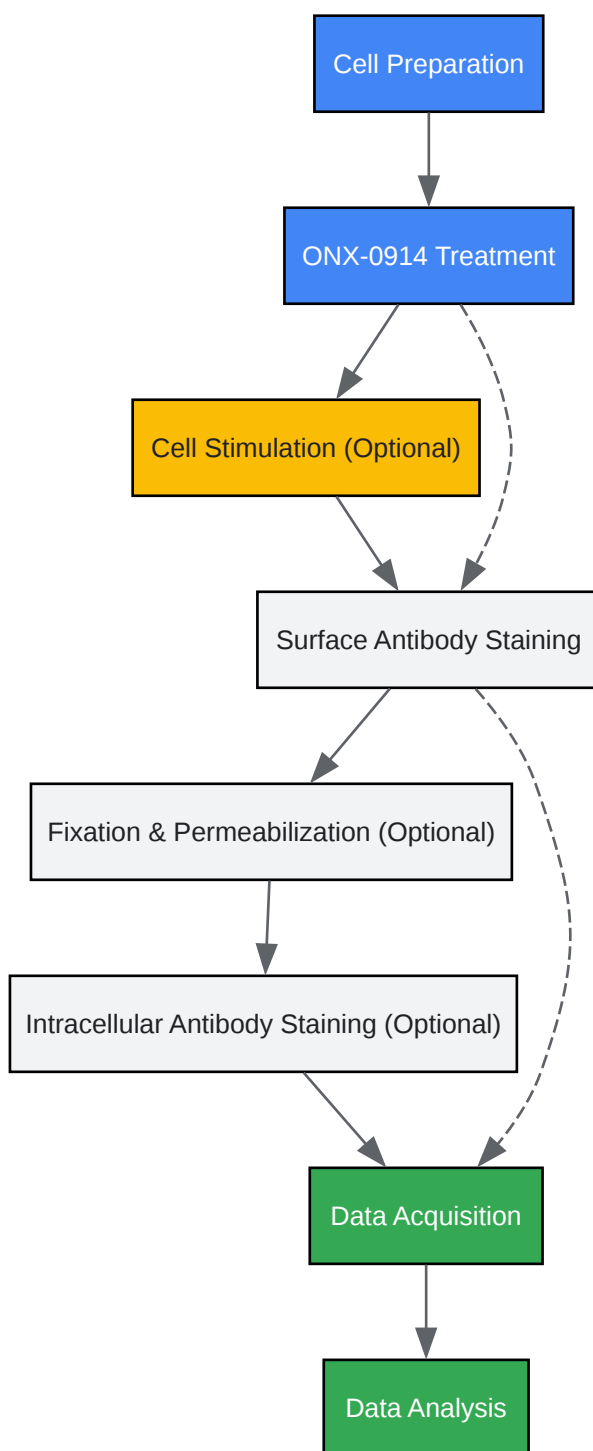 Cell Preparation
ONX-0914 Treatment
Cell Stimulation (Optional)
Surface Antibody Staining
Fixation & Permeabilization (Optional)
Intracellular Antibody Staining (Optional)
Data Acquisition
Data Analysis